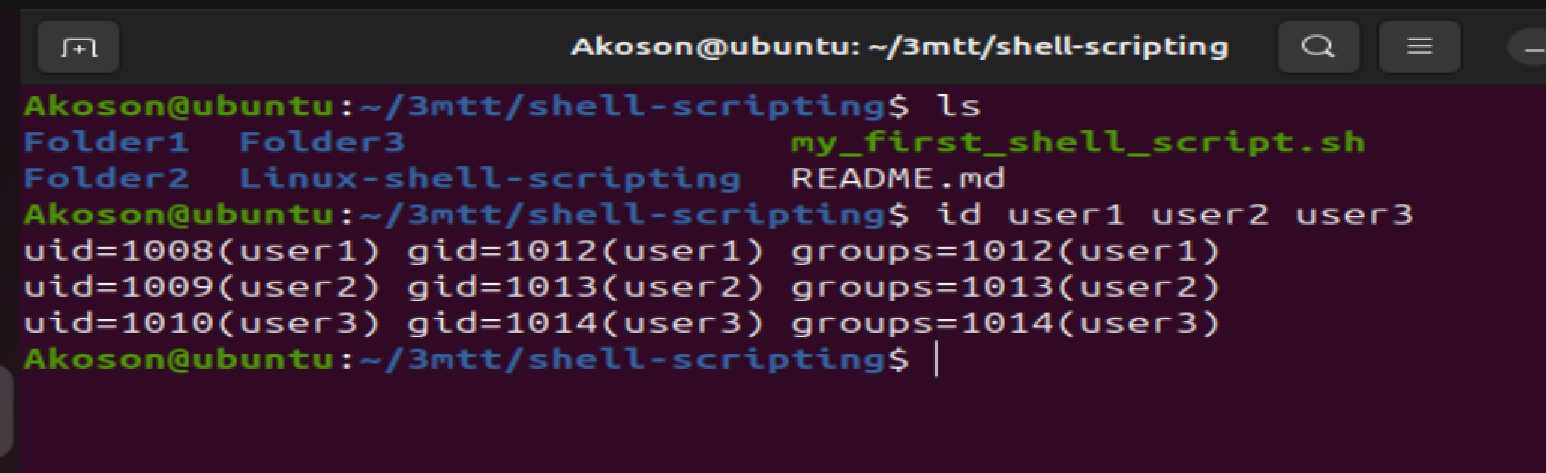 Akoson@ubuntu: ~/3mtt/shell-scripting
Akoson@ubuntu:~/3mtt/shell-scripting$ ls
Folder1  Folder3                my_first_shell_script.sh
Folder2  Linux-shell-scripting  README.md
Akoson@ubuntu:~/3mtt/shell-scripting$ id user1 user2 user3
uid=1008(user1) gid=1012(user1) groups=1012(user1)
uid=1009(user2) gid=1013(user2) groups=1013(user2)
uid=1010(user3) gid=1014(user3) groups=1014(user3)
Akoson@ubuntu:~/3mtt/shell-scripting$